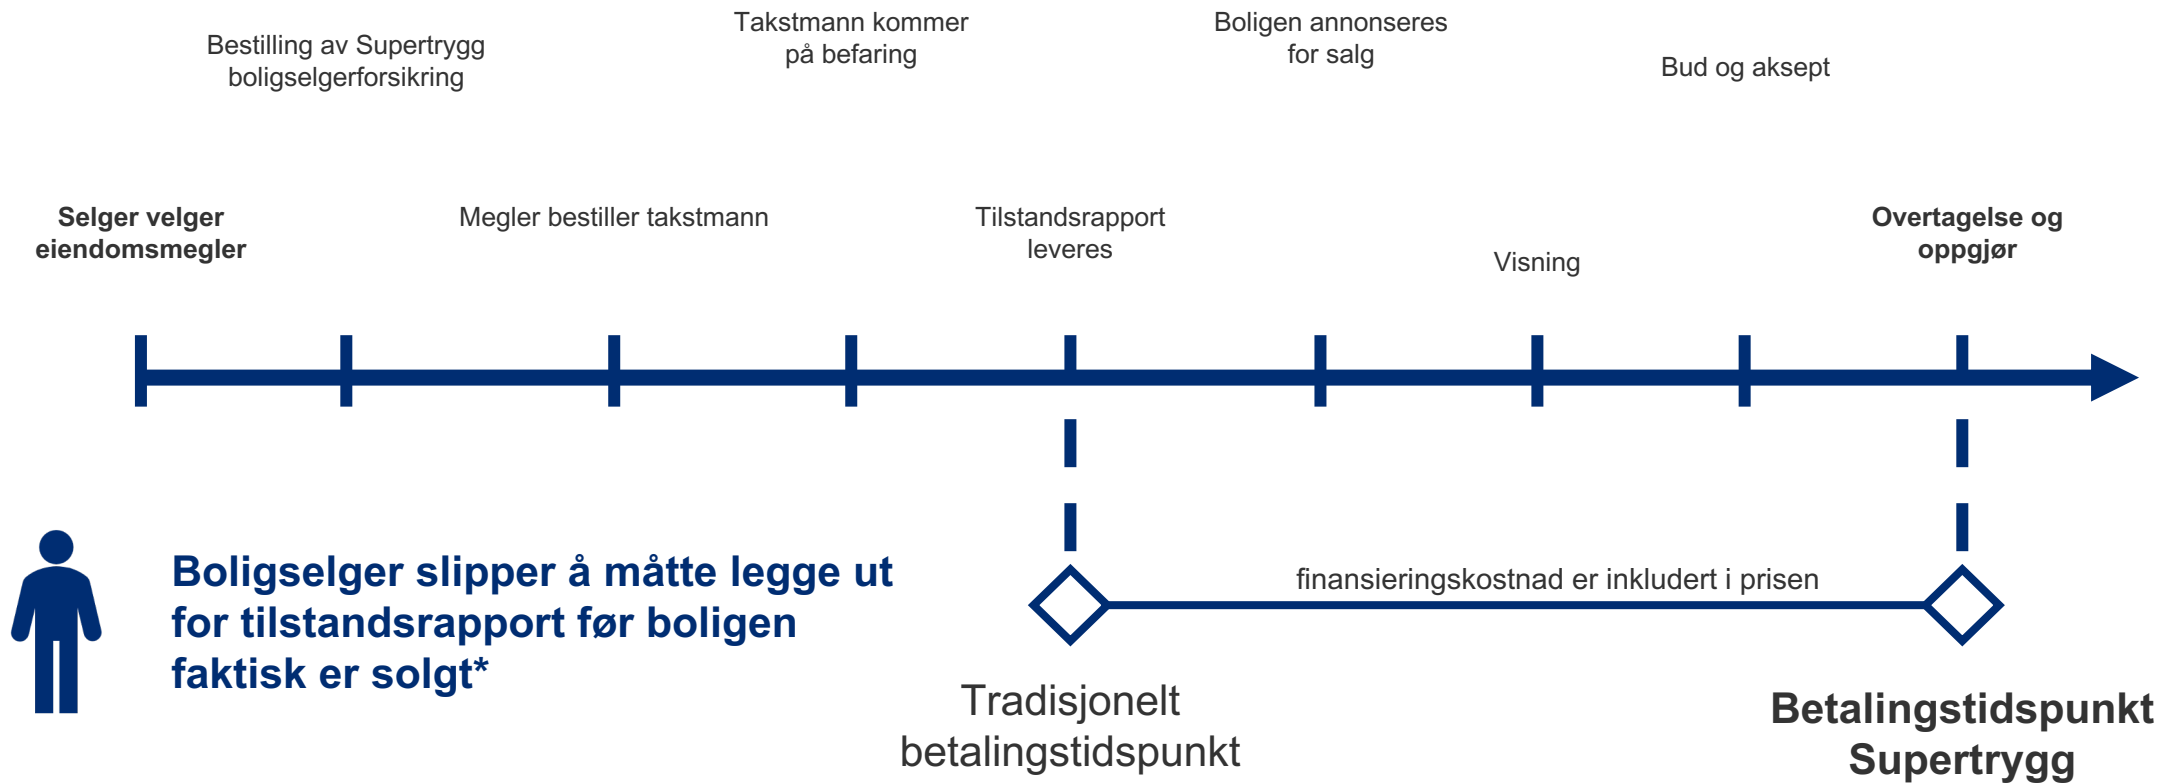 Bestilling av Supertrygg
boligselgerforsikring
Takstmann kommer
på befaring
Boligen annonseres
for salg
Bud og aksept
Selger velger
eiendomsmegler
Megler bestiller takstmann
Tilstandsrapport
leveres
Visning
Overtagelse og
oppgjør
Boligselger slipper å måtte legge ut
for tilstandsrapport før boligen
faktisk er solgt*
finansieringskostnad er inkludert i prisen
Tradisjonelt
betalingstidspunkt
Betalingstidspunkt
Supertrygg